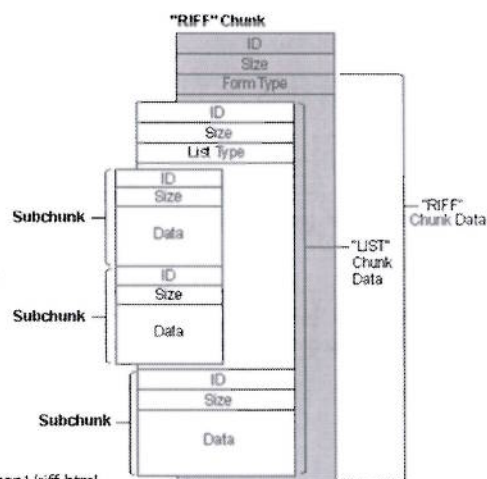 "RIFF" Chunk
ID
Size
Form Type
ID
Size
List Type
ID
Size
Subchunk
Data
"RIFF"
Chunk Data
"LIST"
Chunk
Data
ID
Size
Subchunk
Data
ID
Size
Subchunk
Data